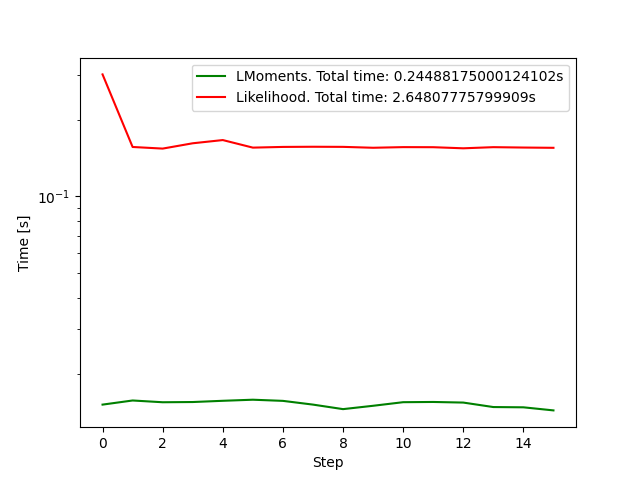 LMoments. Total time: 0.24488175000124102s
Likelihood. Total time: 2.64807775799909s
10⁻¹
Time [s]
0 2 4 6 8 10 12 14
Step